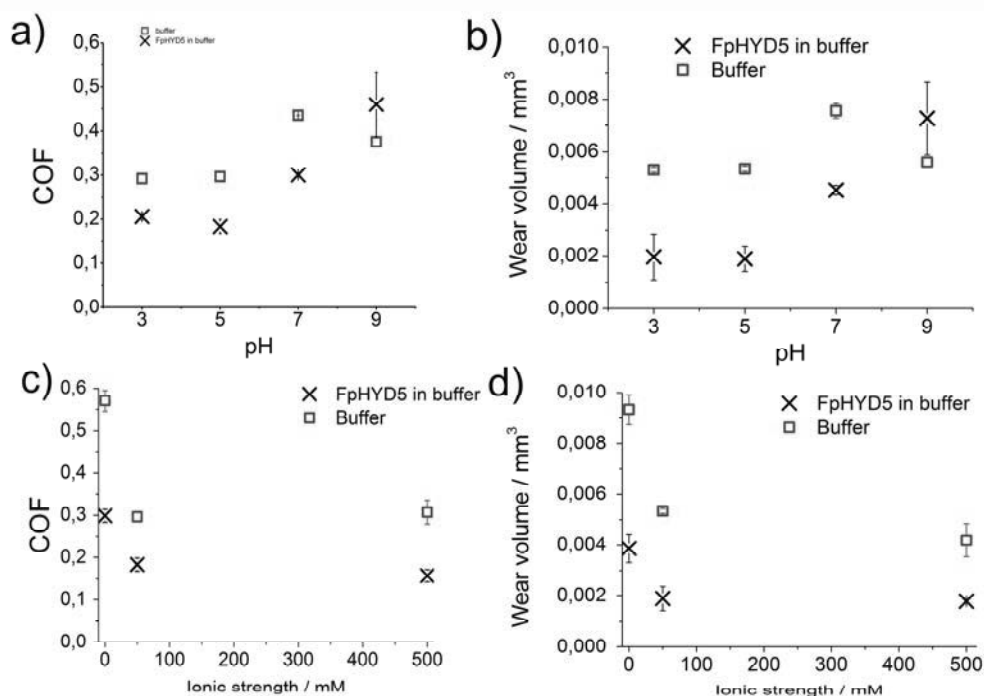 a)
buffer
FpHYD5 in buffer
0,6
0,5
0,4
0,3
0,2
0,1
0,0
COF
3 5 7 9
pH
b)
FpHYD5 in buffer
Buffer
0,010
0,008
0,006
0,004
0,002
0,000
Wear volume / mm³
3 5 7 9
pH
c)
FpHYD5 in buffer
Buffer
0,6
0,5
0,4
0,3
0,2
0,1
0,0
COF
0 100 200 300 400 500
Ionic strength / mM
d)
FpHYD5 in buffer
Buffer
0,010
0,008
0,006
0,004
0,002
0,000
Wear volume / mm³
0 100 200 300 400 500
Ionic strength / mM